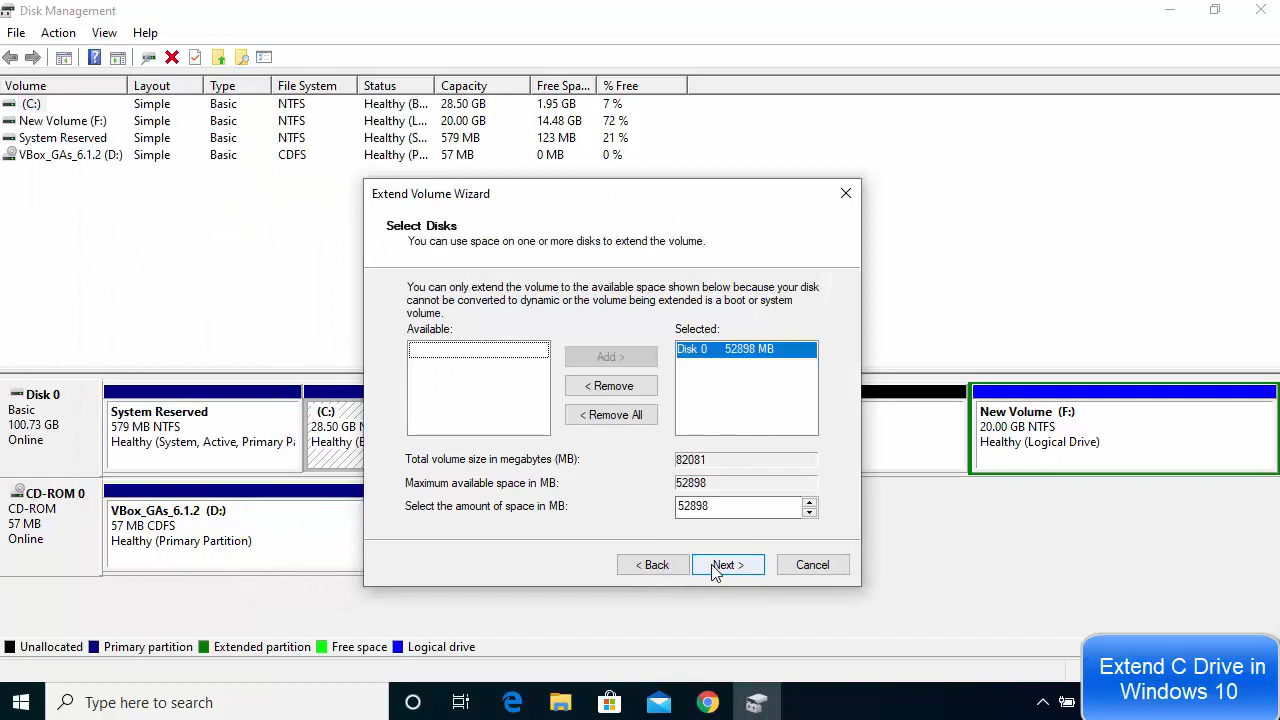 Disk Management
File Action View Help
Volume Layout Type File System Status Capacity Free Spa... % Free
(C:) Simple Basic NTFS Healthy (B... 28.50 GB 1.95 GB 7 %
New Volume (F:) Simple Basic NTFS Healthy (L... 20.00 GB 14.48 GB 72 %
System Reserved Simple Basic NTFS Healthy (S... 579 MB 123 MB 21 %
VBox_GAs_6.1.2 (D:) Simple Basic CDFS Healthy (P... 57 MB 0 MB 0 %
Extend Volume Wizard
Select Disks
You can use space on one or more disks to extend the volume.
You can only extend the volume to the available space shown below because your disk
cannot be converted to dynamic or the volume being extended is a boot or system
volume.
Available: Selected:
Disk 0 52898 MB
Add >
< Remove
< Remove All
Total volume size in megabytes (MB): 82081
Maximum available space in MB: 52898
Select the amount of space in MB: 52898
< Back Next > Cancel
Disk 0
Basic
100.73 GB
Online
System Reserved
579 MB NTFS
Healthy (System, Active, Primary P
(C:)
28.50 GB
Healthy
New Volume (F:)
20.00 GB NTFS
Healthy (Logical Drive)
CD-ROM 0
CD-ROM
57 MB
Online
VBox_GAs_6.1.2 (D:)
57 MB CDFS
Healthy (Primary Partition)
Unallocated Primary partition Extended partition Free space Logical drive
Extend C Drive in
Windows 10
Type here to search